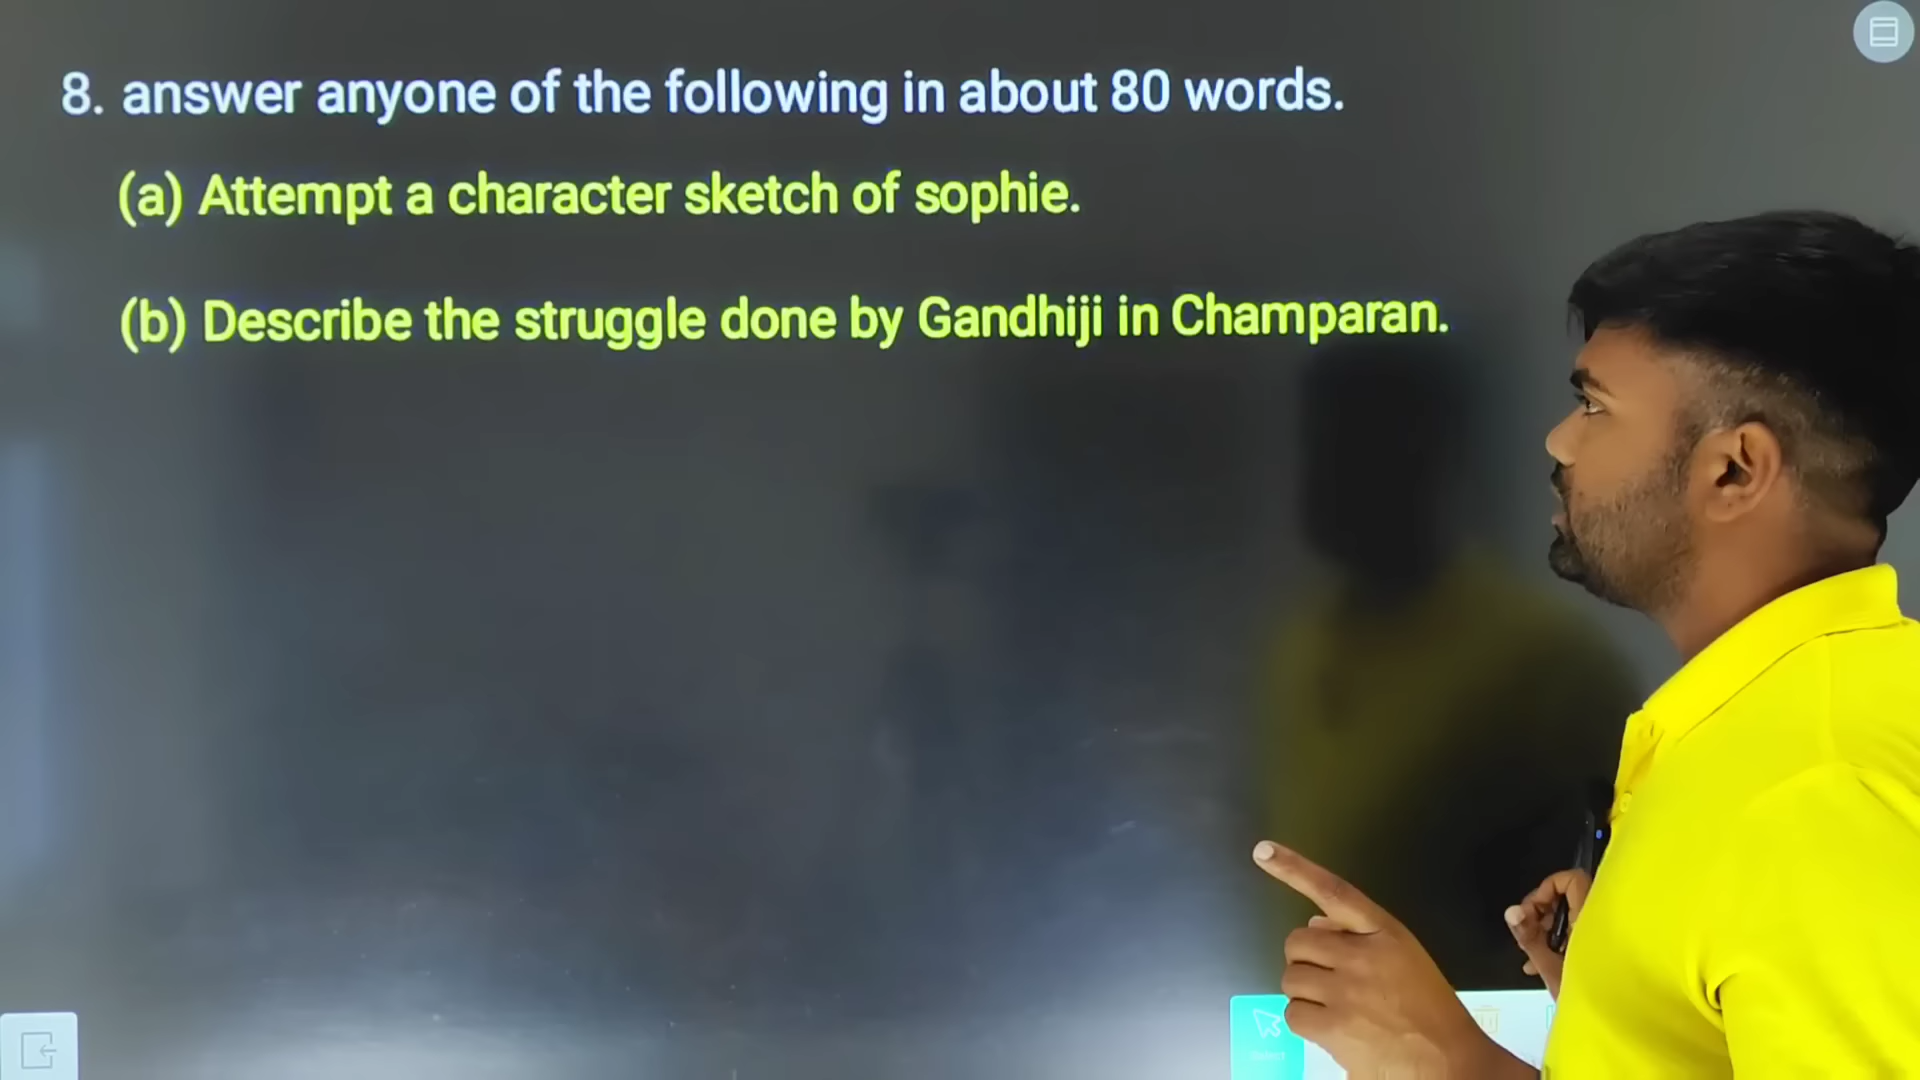 8. answer anyone of the following in about 80 words.
(a) Attempt a character sketch of sophie.
(b) Describe the struggle done by Gandhiji in Champaran.